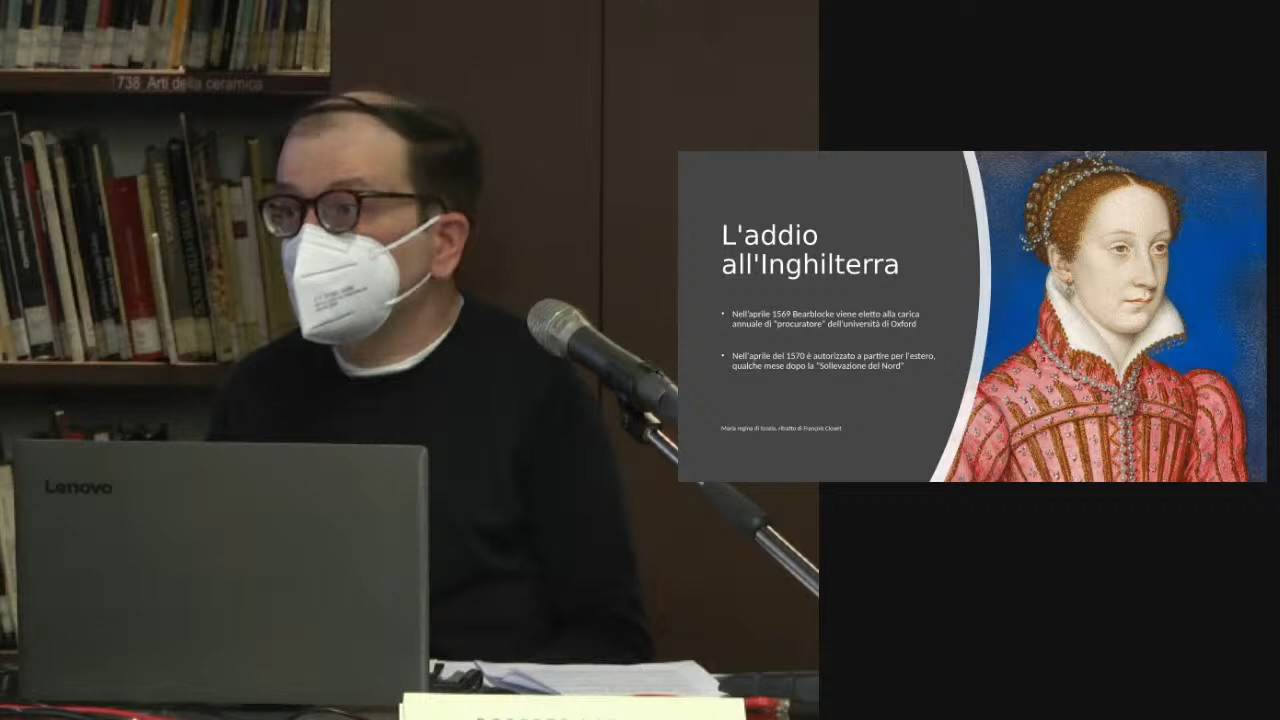 738 Arti della ceramica
Lenovo
L'addio
all'Inghilterra
• Nell'aprile 1569 Bearblocke viene eletto alla carica
annuale di "procuratore" dell'università di Oxford
• Nell'aprile del 1570 è autorizzato a partire per l'estero,
qualche mese dopo la "Sollevazione del Nord"
Maria regina di Scozia, ritratto di François Clouet